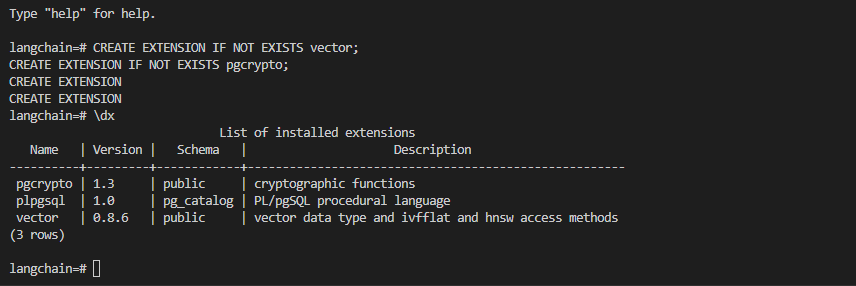 Type "help" for help.
langchain=# CREATE EXTENSION IF NOT EXISTS vector;
CREATE EXTENSION IF NOT EXISTS pgcrypto;
CREATE EXTENSION
CREATE EXTENSION
langchain=# \dx
                              List of installed extensions
   Name   | Version |   Schema   |                     Description
----------+---------+------------+------------------------------------------------------
 pgcrypto | 1.3     | public     | cryptographic functions
 plpgsql  | 1.0     | pg_catalog | PL/pgSQL procedural language
 vector   | 0.8.6   | public     | vector data type and ivfflat and hnsw access methods
(3 rows)
langchain=#